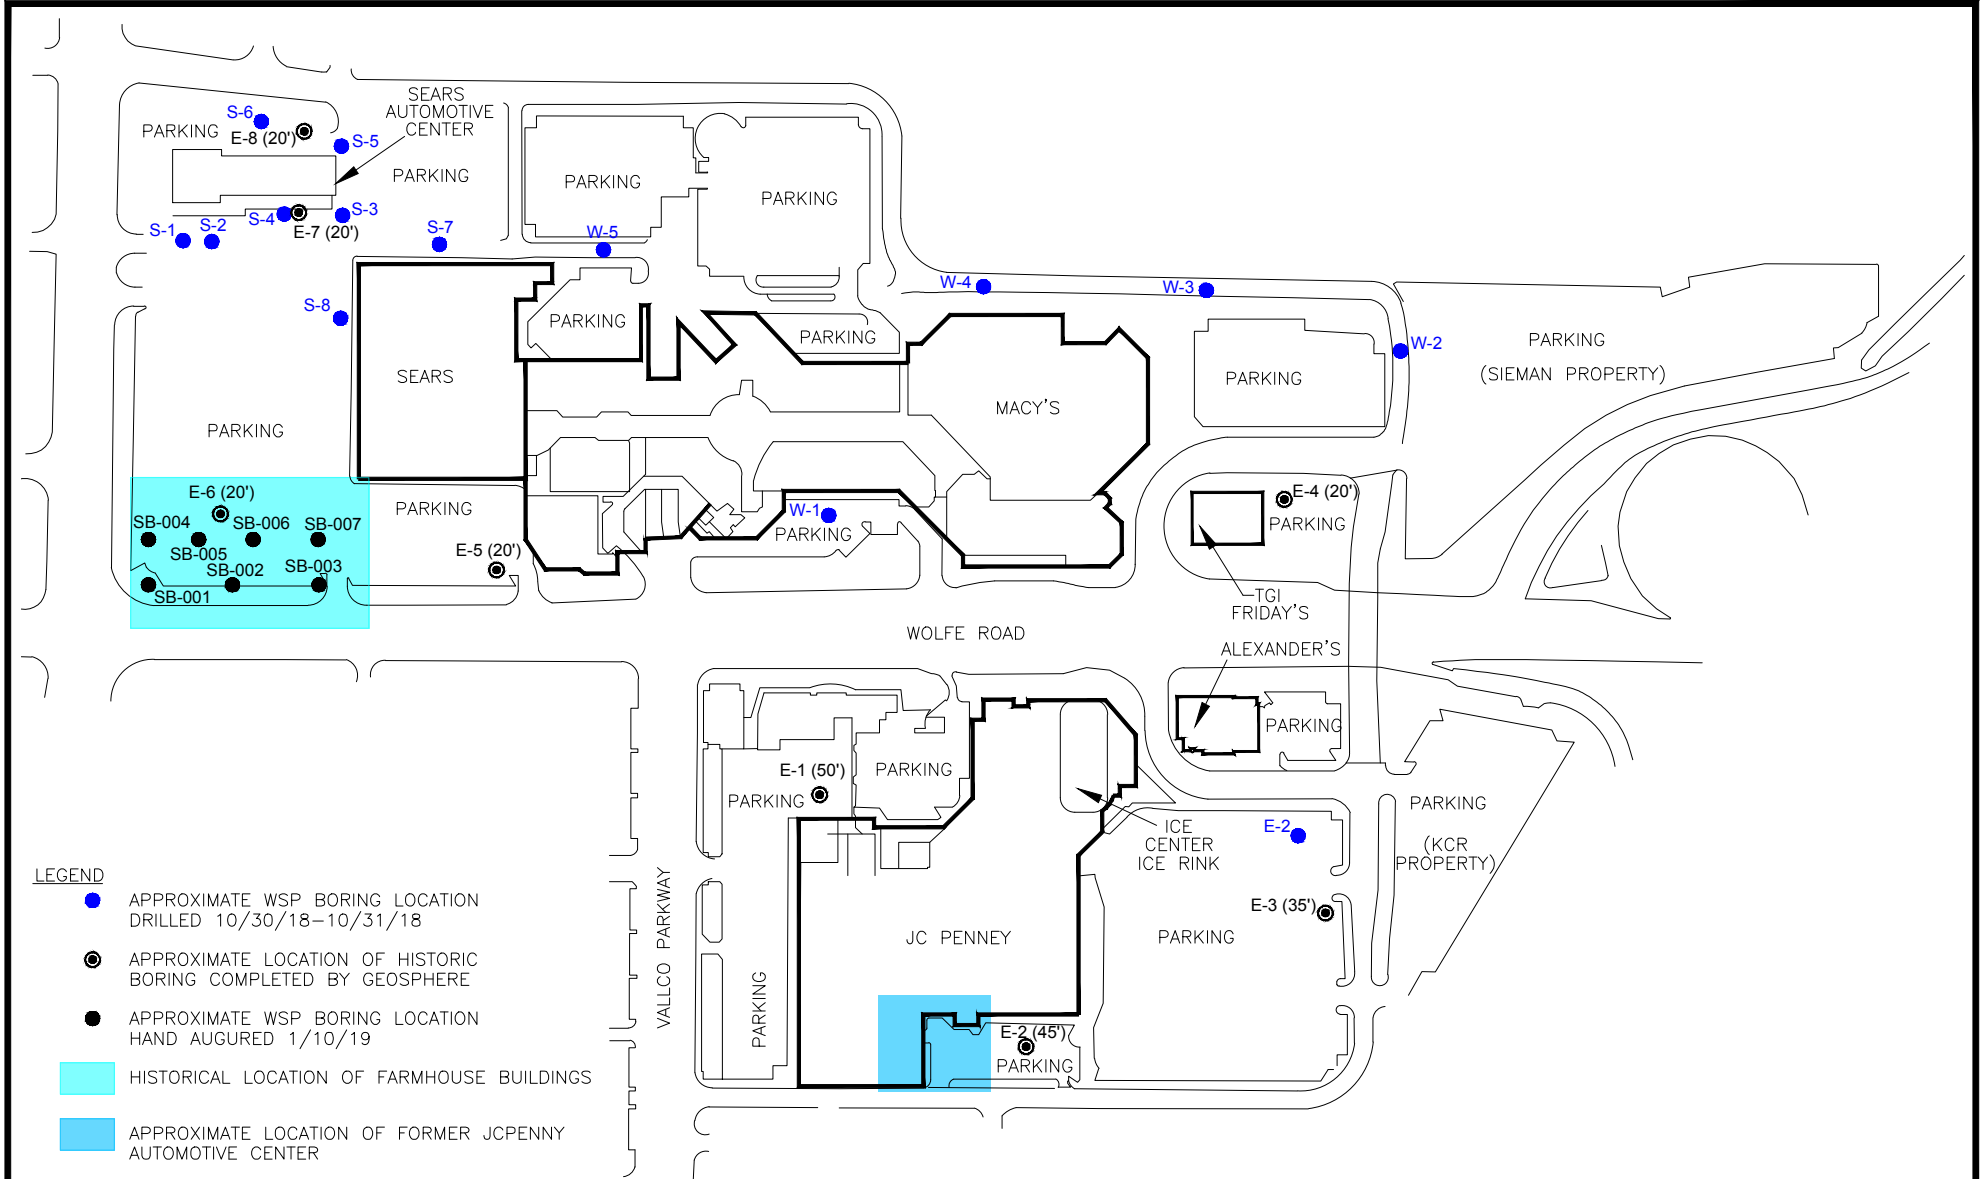 SEARS
AUTOMOTIVE
CENTER
S-6
PARKING
E-8 (20')
S-5
PARKING
PARKING
PARKING
S-4
S-3
E-7 (20')
S-1
S-2
S-7
W-5
W-4
W-3
S-8
PARKING
PARKING
W-2
PARKING
(SIEMAN PROPERTY)
SEARS
PARKING
MACY'S
PARKING
E-6 (20')
SB-004
SB-006
SB-007
SB-005
SB-002
SB-003
SB-001
PARKING
E-5 (20')
W-1
PARKING
E-4 (20')
PARKING
TGI
FRIDAY'S
WOLFE ROAD
ALEXANDER'S
PARKING
E-1 (50')
PARKING
PARKING
ICE
CENTER
ICE RINK
E-2
PARKING
(KCR
PROPERTY)
E-3 (35')
PARKING
JC PENNEY
VALLCO PARKWAY
PARKING
E-2 (45')
PARKING
LEGEND
APPROXIMATE WSP BORING LOCATION
DRILLED 10/30/18-10/31/18
APPROXIMATE LOCATION OF HISTORIC
BORING COMPLETED BY GEOSPHERE
APPROXIMATE WSP BORING LOCATION
HAND AUGURED 1/10/19
HISTORICAL LOCATION OF FARMHOUSE BUILDINGS
APPROXIMATE LOCATION OF FORMER JCPENNY
AUTOMOTIVE CENTER